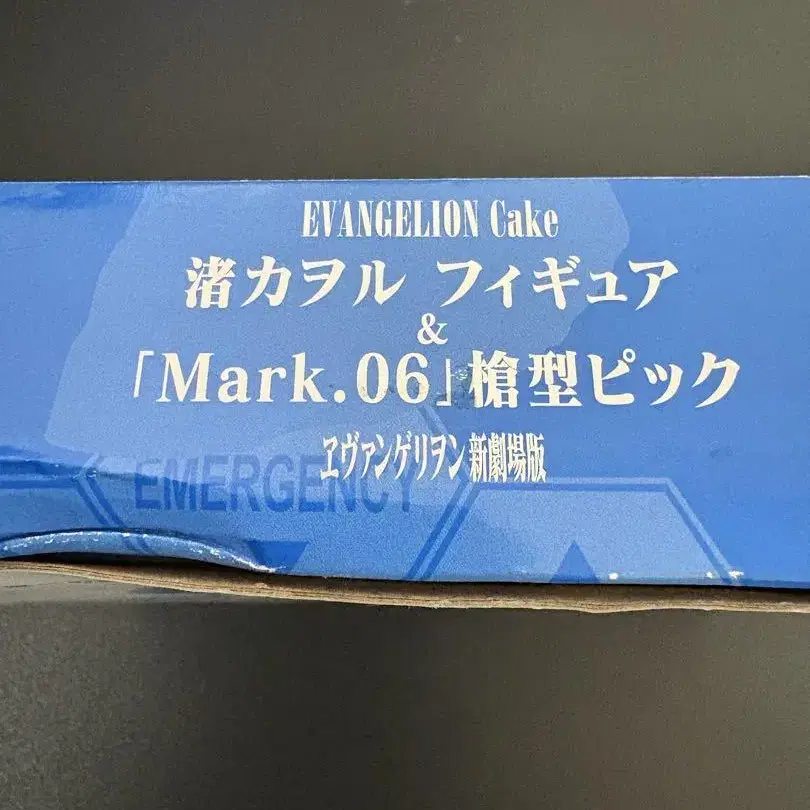 EVANGELION Cake
渚カヲル フィギュア
&
「Mark.06」槍型ピック
ヱヴァンゲリヲン新劇場版
EMERGENCY